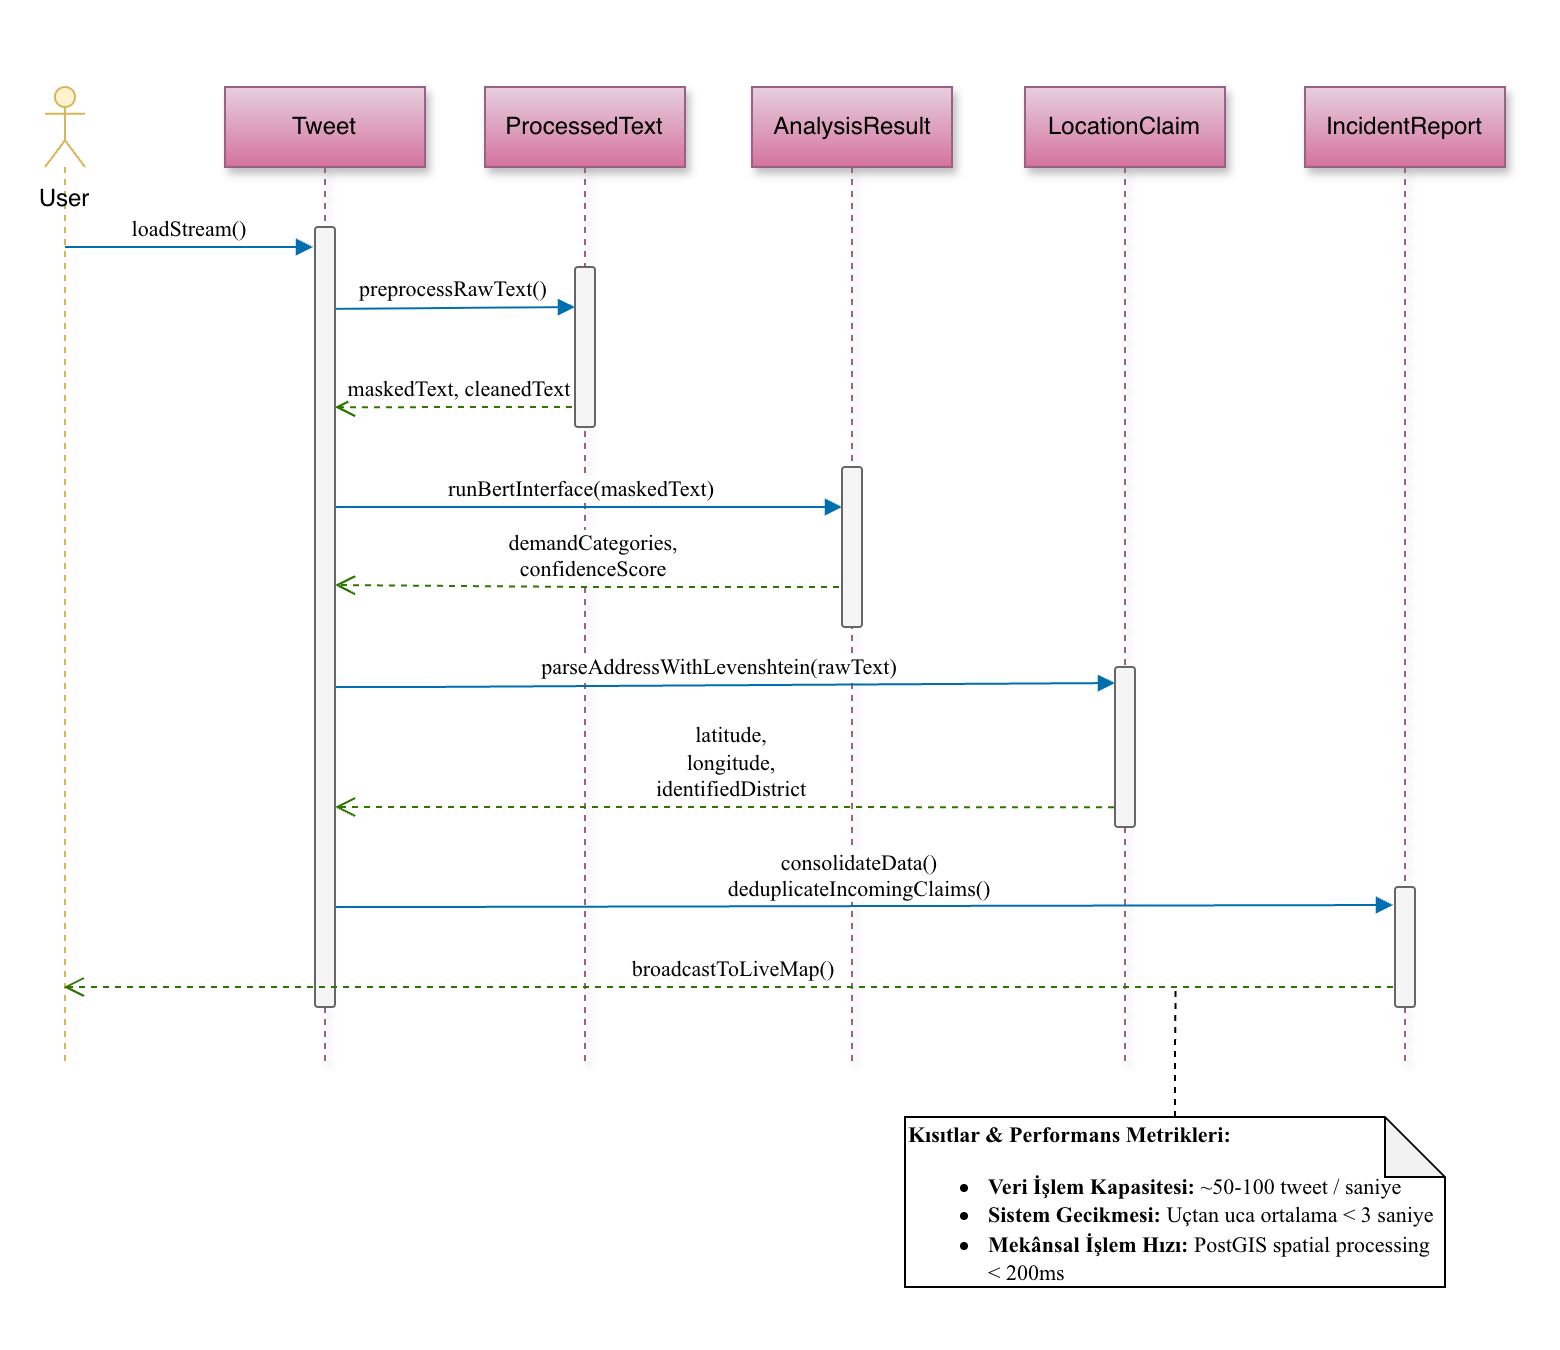 User
Tweet
ProcessedText
AnalysisResult
LocationClaim
IncidentReport
loadStream()
preprocessRawText()
maskedText, cleanedText
runBertInterface(maskedText)
demandCategories,
confidenceScore
parseAddressWithLevenshtein(rawText)
latitude,
longitude,
identifiedDistrict
consolidateData()
deduplicateIncomingClaims()
broadcastToLiveMap()
Kısıtlar & Performans Metrikleri:
• Veri İşlem Kapasitesi: ~50-100 tweet / saniye
• Sistem Gecikmesi: Uçtan uca ortalama < 3 saniye
• Mekânsal İşlem Hızı: PostGIS spatial processing
< 200ms